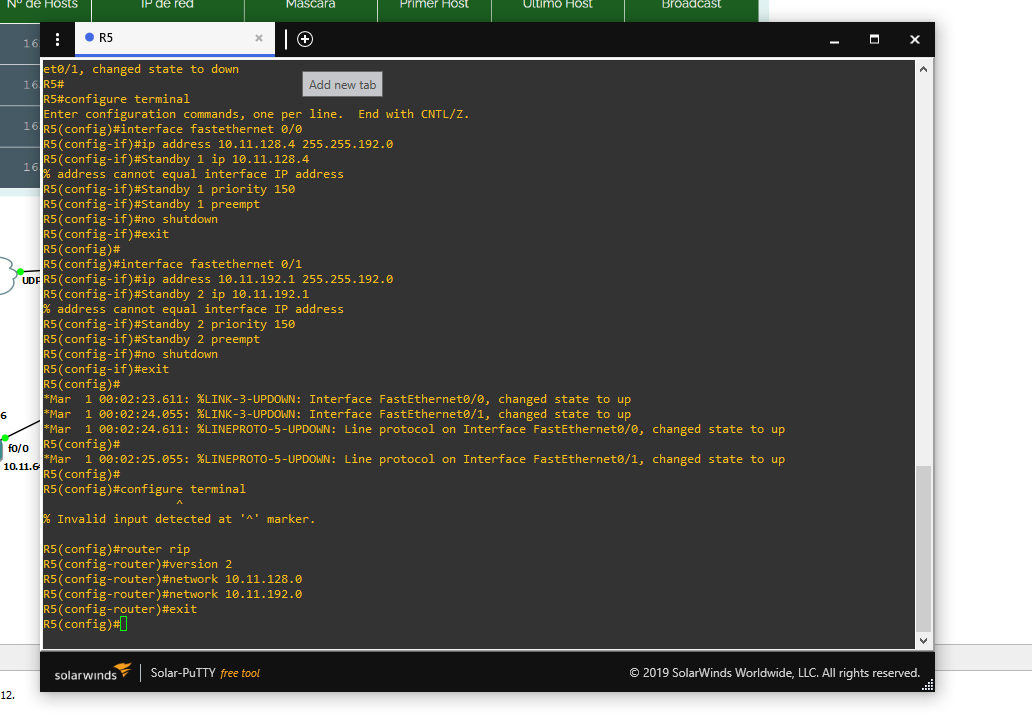 Nº de Hosts IP de red Máscara Primer Host Último Host Broadcast
R5
Add new tab
et0/1, changed state to down
R5#
R5#configure terminal
Enter configuration commands, one per line.  End with CNTL/Z.
R5(config)#interface fastethernet 0/0
R5(config-if)#ip address 10.11.128.4 255.255.192.0
R5(config-if)#Standby 1 ip 10.11.128.4
% address cannot equal interface IP address
R5(config-if)#Standby 1 priority 150
R5(config-if)#Standby 1 preempt
R5(config-if)#no shutdown
R5(config-if)#exit
R5(config)#
R5(config)#interface fastethernet 0/1
R5(config-if)#ip address 10.11.192.1 255.255.192.0
R5(config-if)#Standby 2 ip 10.11.192.1
% address cannot equal interface IP address
R5(config-if)#Standby 2 priority 150
R5(config-if)#Standby 2 preempt
R5(config-if)#no shutdown
R5(config-if)#exit
R5(config)#
*Mar  1 00:02:23.611: %LINK-3-UPDOWN: Interface FastEthernet0/0, changed state to up
*Mar  1 00:02:24.055: %LINK-3-UPDOWN: Interface FastEthernet0/1, changed state to up
*Mar  1 00:02:24.611: %LINEPROTO-5-UPDOWN: Line protocol on Interface FastEthernet0/0, changed state to up
R5(config)#
*Mar  1 00:02:25.055: %LINEPROTO-5-UPDOWN: Line protocol on Interface FastEthernet0/1, changed state to up
R5(config)#
R5(config)#configure terminal
^
% Invalid input detected at '^' marker.
R5(config)#router rip
R5(config-router)#version 2
R5(config-router)#network 10.11.128.0
R5(config-router)#network 10.11.192.0
R5(config-router)#exit
R5(config)#
solarwinds Solar-PuTTY free tool © 2019 SolarWinds Worldwide, LLC. All rights reserved.
16
16
16
16
UDP
6
f0/0
10.11.6
12.